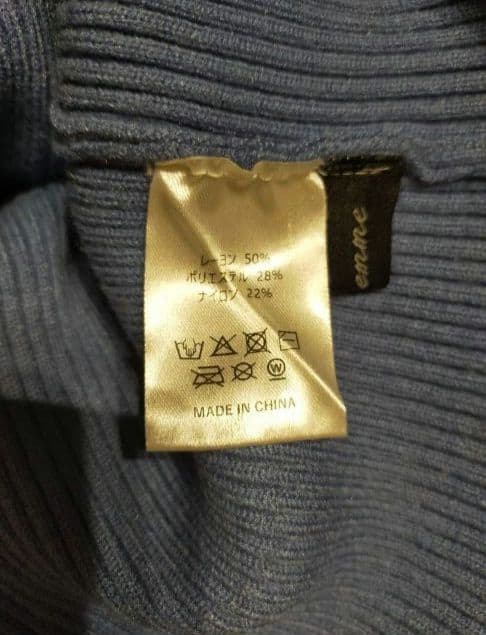 レーヨン 50%
ポリエステル 28%
ナイロン 22%
W
MADE IN CHINA
enne